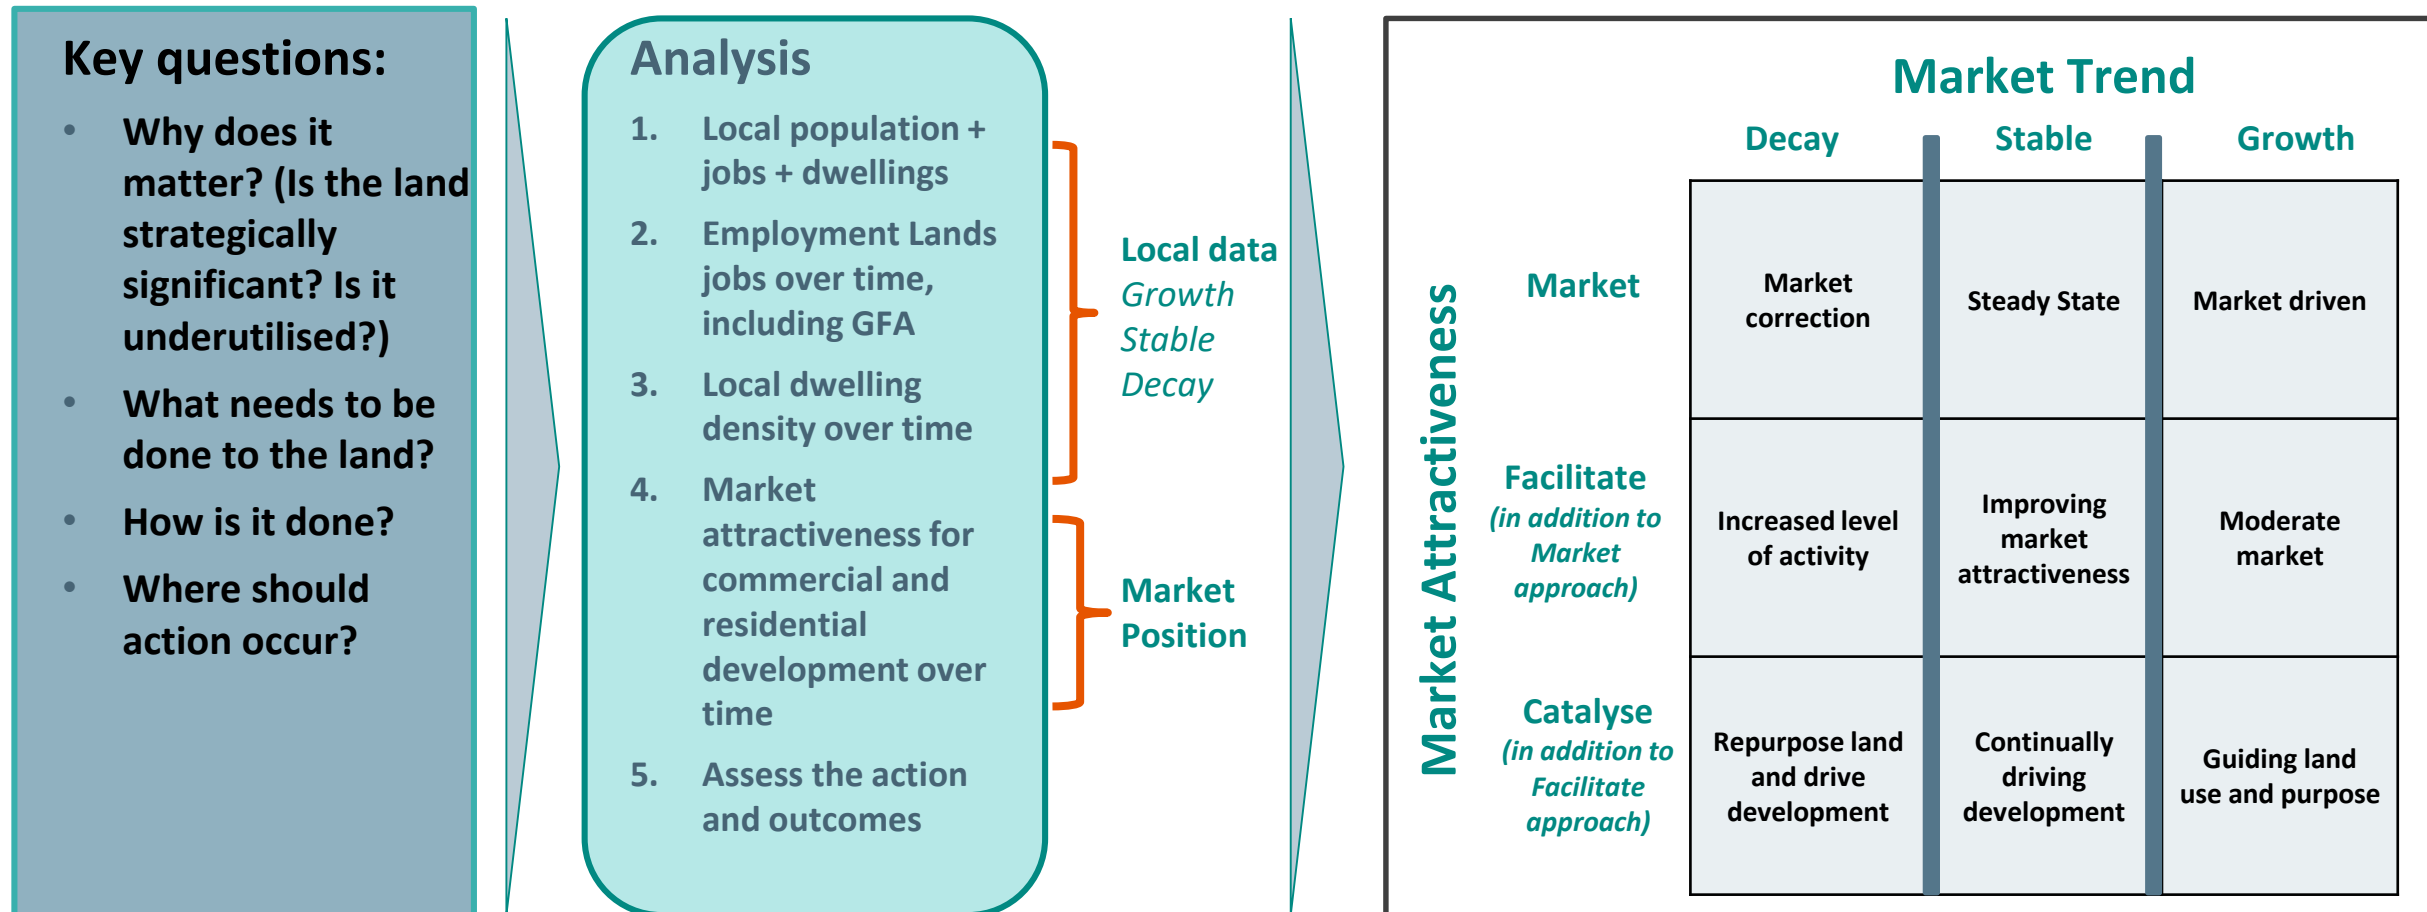 Key questions:
• Why does it
matter? (Is the land
strategically
significant? Is it
underutilised?)
• What needs to be
done to the land?
• How is it done?
• Where should
action occur?
Analysis
1. Local population +
jobs + dwellings
2. Employment Lands
jobs over time,
including GFA
3. Local dwelling
density over time
4. Market
attractiveness for
commercial and
residential
development over
time
5. Assess the action
and outcomes
Local data
Growth
Stable
Decay
Market
Position
Market Trend
Decay
Stable
Growth
Market Attractiveness
Market
Market
correction
Steady State
Market driven
Facilitate
(in addition to
Market
approach)
Increased level
of activity
Improving
market
attractiveness
Moderate
market
Catalyse
(in addition to
Facilitate
approach)
Repurpose land
and drive
development
Continually
driving
development
Guiding land
use and purpose